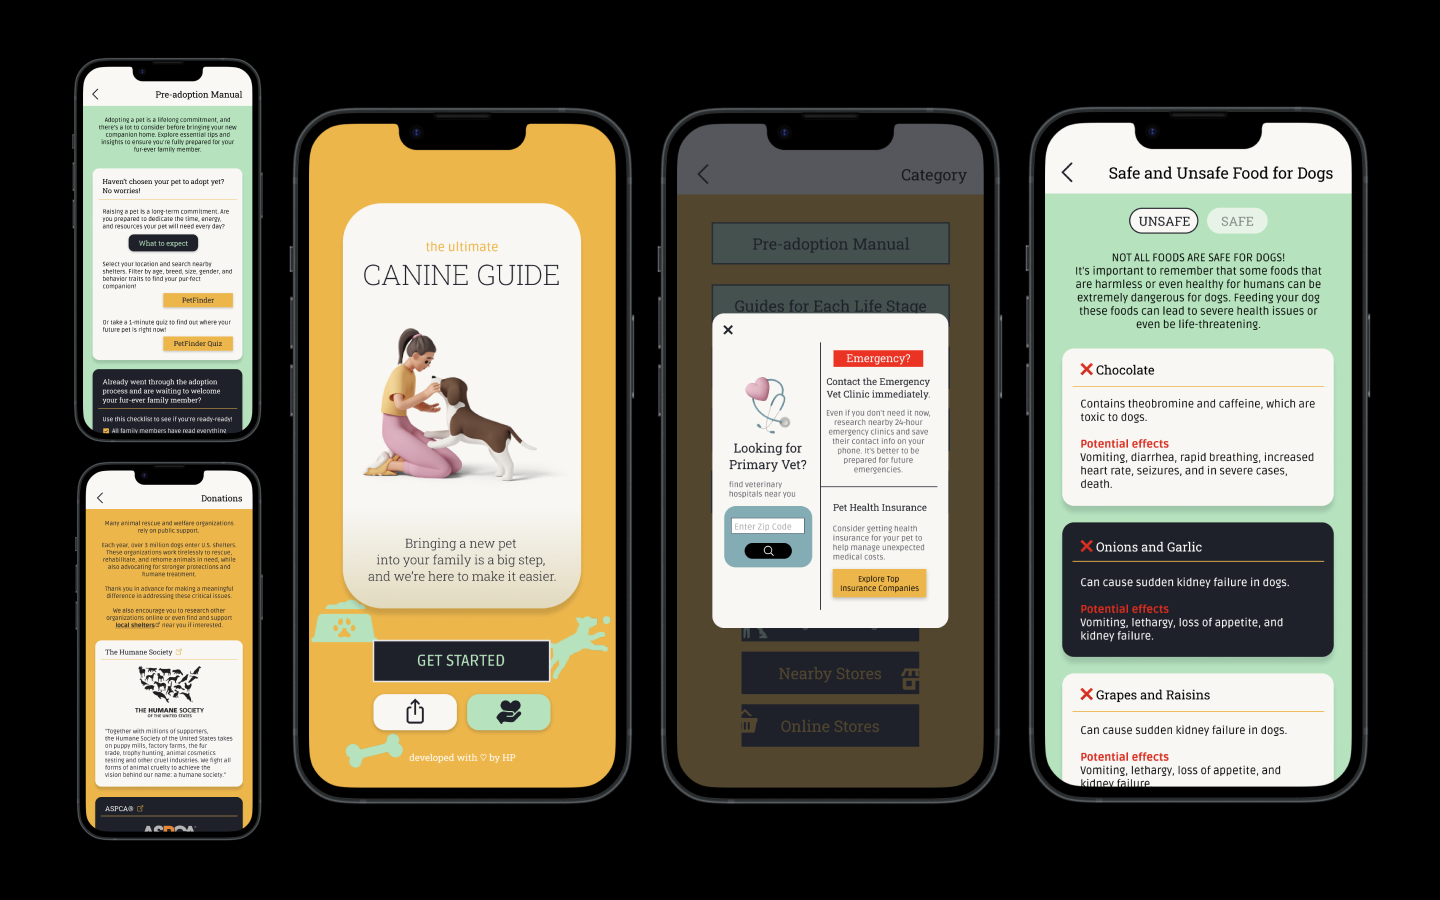 Pre-adoption Manual
Adopting a pet is a lifelong commitment, and
there's a lot to consider before bringing your new
companion home. Explore essential tips and
insights to ensure you're fully prepared for your
fur-ever family member.
Haven't chosen your pet to adopt yet?
No worries!
Raising a pet is a long-term commitment. Are
you prepared to dedicate the time, energy,
and resources your pet will need every day?
What to expect
Select your location and search nearby
shelters. Filter by age, breed, size, gender, and
behavior traits to find your pur-fect
companion!
PetFinder
Or take a 1-minute quiz to find out where your
future pet is right now!
PetFinder Quiz
Already went through the adoption
process and are waiting to welcome
your fur-ever family member?
Use this checklist to see if you're ready-ready!
All family members have read everything
Donations
Many animal rescue and welfare organizations
rely on public support.
Each year, over 3 million dogs enter U.S. shelters.
These organizations work tirelessly to rescue,
rehabilitate, and rehome animals in need, while
also advocating for stronger protections and
humane treatment.
Thank you in advance for making a meaningful
difference in addressing these critical issues.
We also encourage you to research other
organizations online or even find and support
local shelters near you if interested.
The Humane Society
THE HUMANE SOCIETY
OF THE UNITED STATES
"Together with millions of supporters,
the Humane Society of the United States takes
on puppy mills, factory farms, the fur
trade, trophy hunting, animal cosmetics
testing and other cruel industries. We fight all
forms of animal cruelty to achieve the
vision behind our name: a humane society."
ASPCA®
ASPCA
the ultimate
CANINE GUIDE
Bringing a new pet
into your family is a big step,
and we're here to make it easier.
GET STARTED
developed with ♡ by HP
Category
Pre-adoption Manual
Guides for Each Life Stage
Looking for
Primary Vet?
find veterinary
hospitals near you
Enter Zip Code
Emergency?
Contact the Emergency
Vet Clinic immediately.
Even if you don't need it now,
research nearby 24-hour
emergency clinics and save
their contact info on your
phone. It's better to be
prepared for future
emergencies.
Pet Health Insurance
Consider getting health
insurance for your pet to
help manage unexpected
medical costs.
Explore Top
Insurance Companies
Nearby Stores
Online Stores
Safe and Unsafe Food for Dogs
UNSAFE
SAFE
NOT ALL FOODS ARE SAFE FOR DOGS!
It's important to remember that some foods that
are harmless or even healthy for humans can be
extremely dangerous for dogs. Feeding your dog
these foods can lead to severe health issues or
even be life-threatening.
Chocolate
Contains theobromine and caffeine, which are
toxic to dogs.
Potential effects
Vomiting, diarrhea, rapid breathing, increased
heart rate, seizures, and in severe cases,
death.
Onions and Garlic
Can cause sudden kidney failure in dogs.
Potential effects
Vomiting, lethargy, loss of appetite, and
kidney failure.
Grapes and Raisins
Can cause sudden kidney failure in dogs.
Potential effects
Vomiting, lethargy, loss of appetite, and
kidney failure.